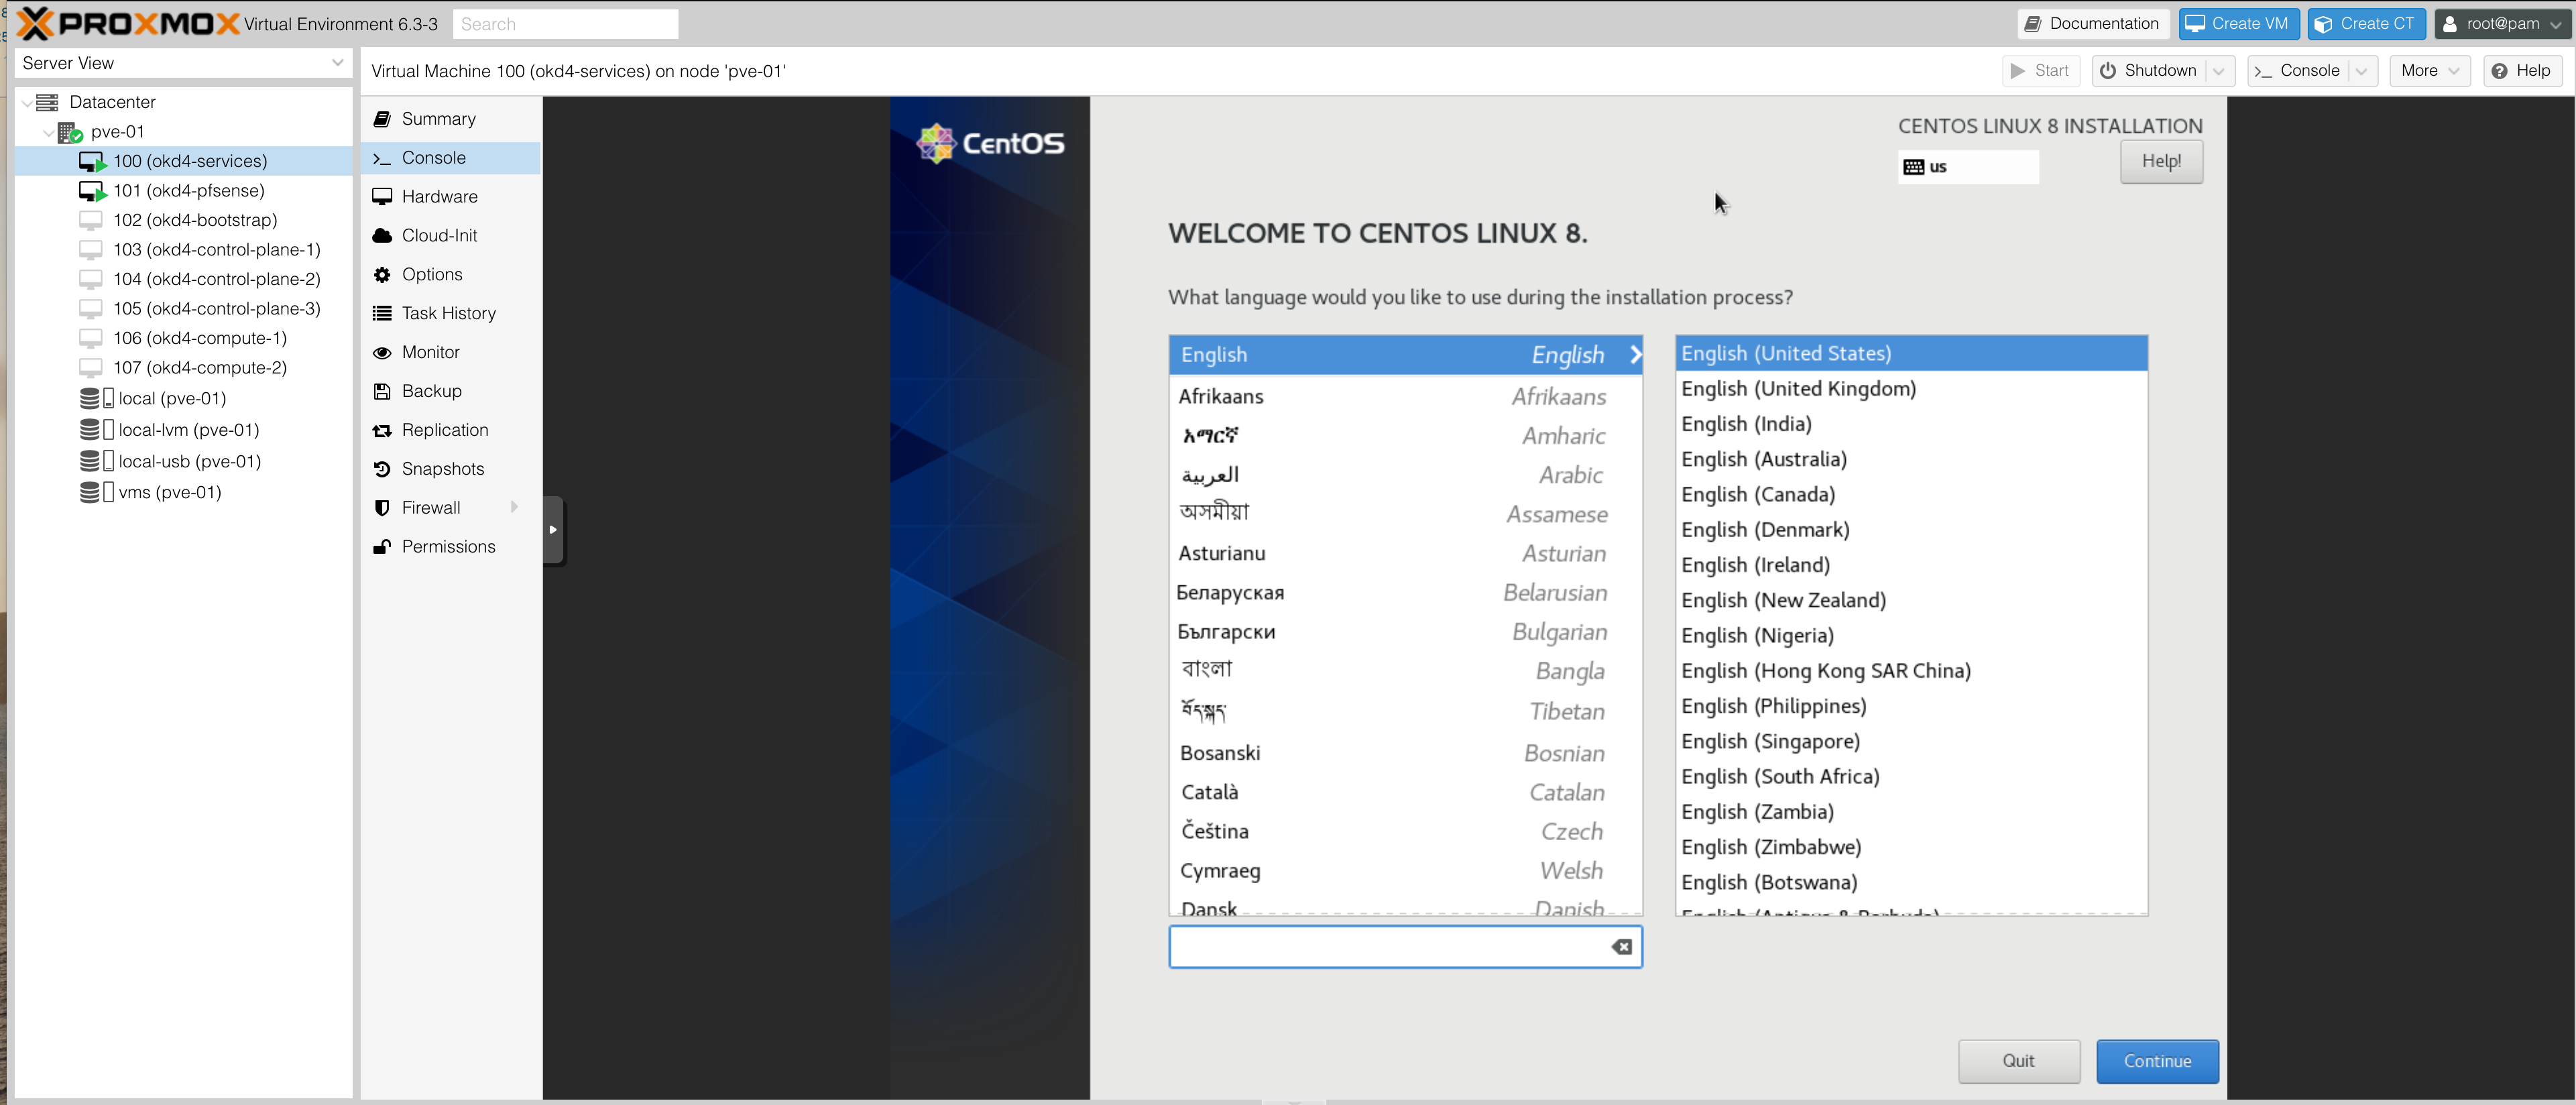 PROXMOX Virtual Environment 6.3-3 Search Documentation Create VM Create CT root@pam
Server View
Virtual Machine 100 (okd4-services) on node 'pve-01' Start Shutdown Console More Help
Datacenter
pve-01
100 (okd4-services)
101 (okd4-pfsense)
102 (okd4-bootstrap)
103 (okd4-control-plane-1)
104 (okd4-control-plane-2)
105 (okd4-control-plane-3)
106 (okd4-compute-1)
107 (okd4-compute-2)
local (pve-01)
local-lvm (pve-01)
local-usb (pve-01)
vms (pve-01)
Summary
Console
Hardware
Cloud-Init
Options
Task History
Monitor
Backup
Replication
Snapshots
Firewall
Permissions
CentOS
CENTOS LINUX 8 INSTALLATION
us Help!
WELCOME TO CENTOS LINUX 8.
What language would you like to use during the installation process?
English English
Afrikaans Afrikaans
አማርኛ Amharic
العربية Arabic
অসমীয়া Assamese
Asturianu Asturian
Беларуская Belarusian
Български Bulgarian
বাংলা Bangla
བོད་སྐད་ Tibetan
Bosanski Bosnian
Català Catalan
Čeština Czech
Cymraeg Welsh
Dansk Danish
English (United States)
English (United Kingdom)
English (India)
English (Australia)
English (Canada)
English (Denmark)
English (Ireland)
English (New Zealand)
English (Nigeria)
English (Hong Kong SAR China)
English (Philippines)
English (Singapore)
English (South Africa)
English (Zambia)
English (Zimbabwe)
English (Botswana)
English (Antigua & Barbuda)
Quit Continue